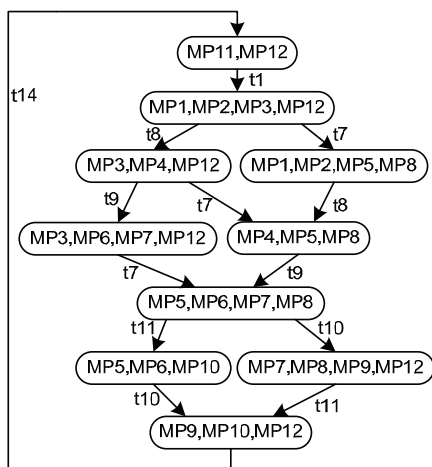 MP11,MP12
t1
t14
MP1,MP2,MP3,MP12
t8
t7
MP3,MP4,MP12
MP1,MP2,MP5,MP8
t9
t7
t8
MP3,MP6,MP7,MP12
MP4,MP5,MP8
t7
t9
MP5,MP6,MP7,MP8
t11
t10
MP5,MP6,MP10
MP7,MP8,MP9,MP12
t10
t11
MP9,MP10,MP12